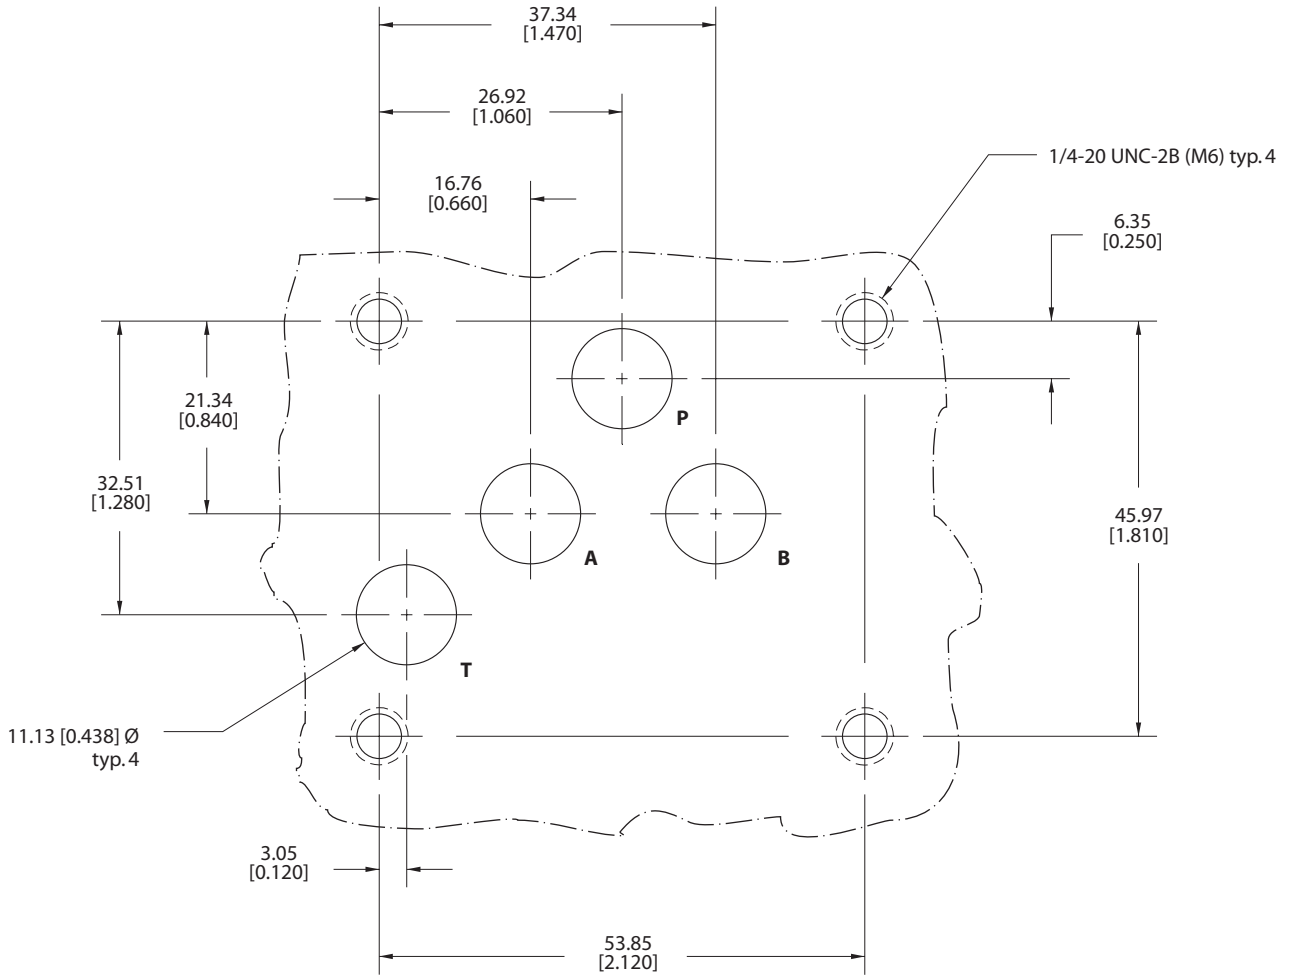 37.34
[1.470]
26.92
[1.060]
1/4-20 UNC-2B (M6) typ. 4
16.76
[0.660]
6.35
[0.250]
21.34
[0.840]
P
32.51
[1.280]
45.97
[1.810]
A
B
T
11.13 [0.438] Ø
typ. 4
3.05
[0.120]
53.85
[2.120]